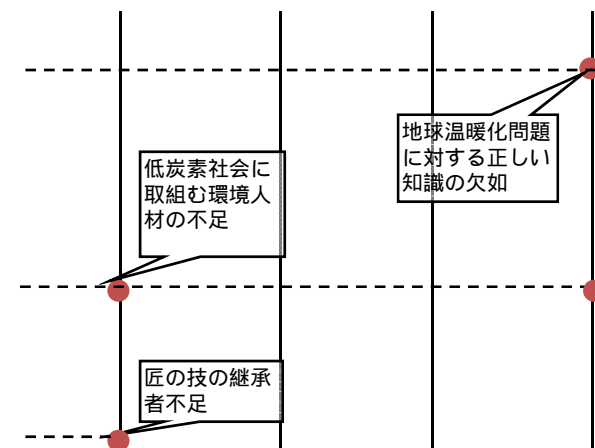 地球温暖化問題
に対する正しい
知識の欠如
低炭素社会に
取組む環境人
材の不足
匠の技の継承
者不足